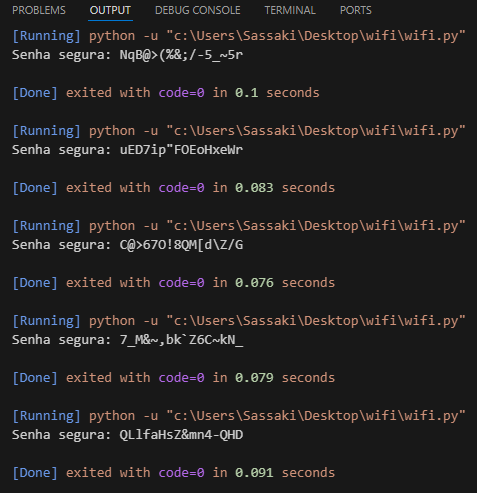 PROBLEMS OUTPUT DEBUG CONSOLE TERMINAL PORTS
[Running] python -u "c:\Users\Sassaki\Desktop\wifi\wifi.py"
Senha segura: NqB@>(%&;/-5_~5r
[Done] exited with code=0 in 0.1 seconds
[Running] python -u "c:\Users\Sassaki\Desktop\wifi\wifi.py"
Senha segura: uED7ip"FOEoHxeWr
[Done] exited with code=0 in 0.083 seconds
[Running] python -u "c:\Users\Sassaki\Desktop\wifi\wifi.py"
Senha segura: C@>67O!8QM[d\Z/G
[Done] exited with code=0 in 0.076 seconds
[Running] python -u "c:\Users\Sassaki\Desktop\wifi\wifi.py"
Senha segura: 7_M&~,bk`Z6C~kN_
[Done] exited with code=0 in 0.079 seconds
[Running] python -u "c:\Users\Sassaki\Desktop\wifi\wifi.py"
Senha segura: QLlfaHsZ&mn4-QHD
[Done] exited with code=0 in 0.091 seconds